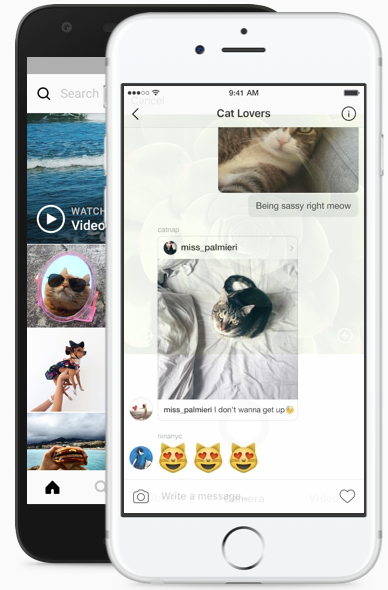 Search
WATCH
Video
9:41 AM
Cancel
Cat Lovers
Being sassy right meow
catnap
miss_palmieri
miss_palmieri I don't wanna get up
ninanyc
Write a message...
Video